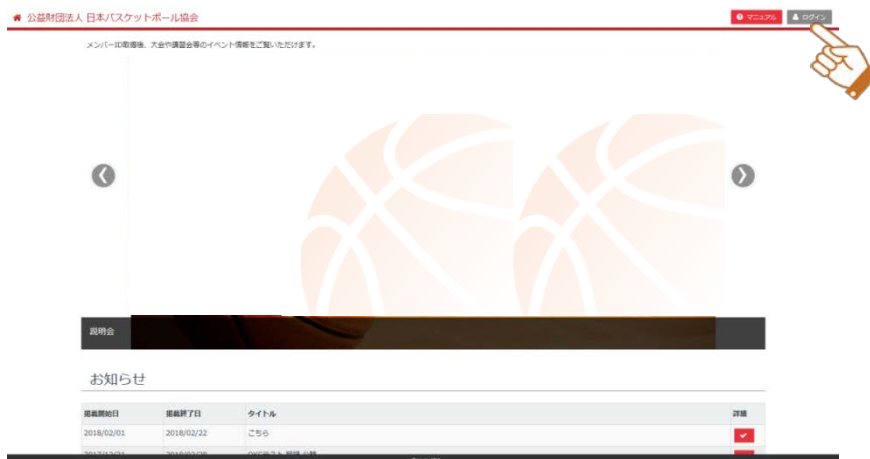 公益財団法人 日本バスケットボール協会
マニュアル
ログイン
メンバーID取得後、大会や講習会等のイベント情報をご覧いただけます。
説明会
お知らせ
掲載開始日 掲載終了日 タイトル 詳細
2018/02/01 2018/02/22 こちら